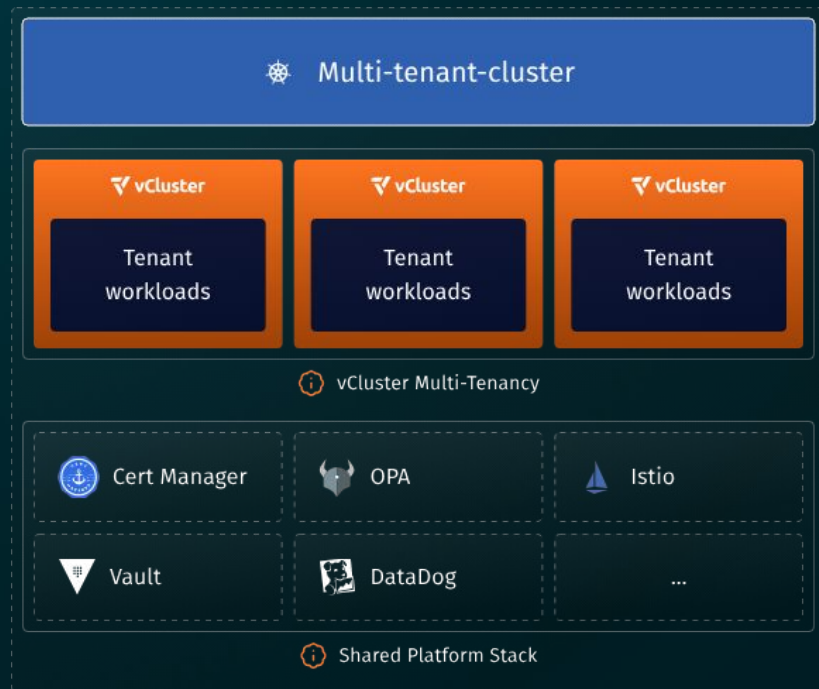 Multi-tenant-cluster
vCluster
vCluster
vCluster
Tenant
workloads
Tenant
workloads
Tenant
workloads
vCluster Multi-Tenancy
Cert Manager
OPA
Istio
Vault
DataDog
...
Shared Platform Stack